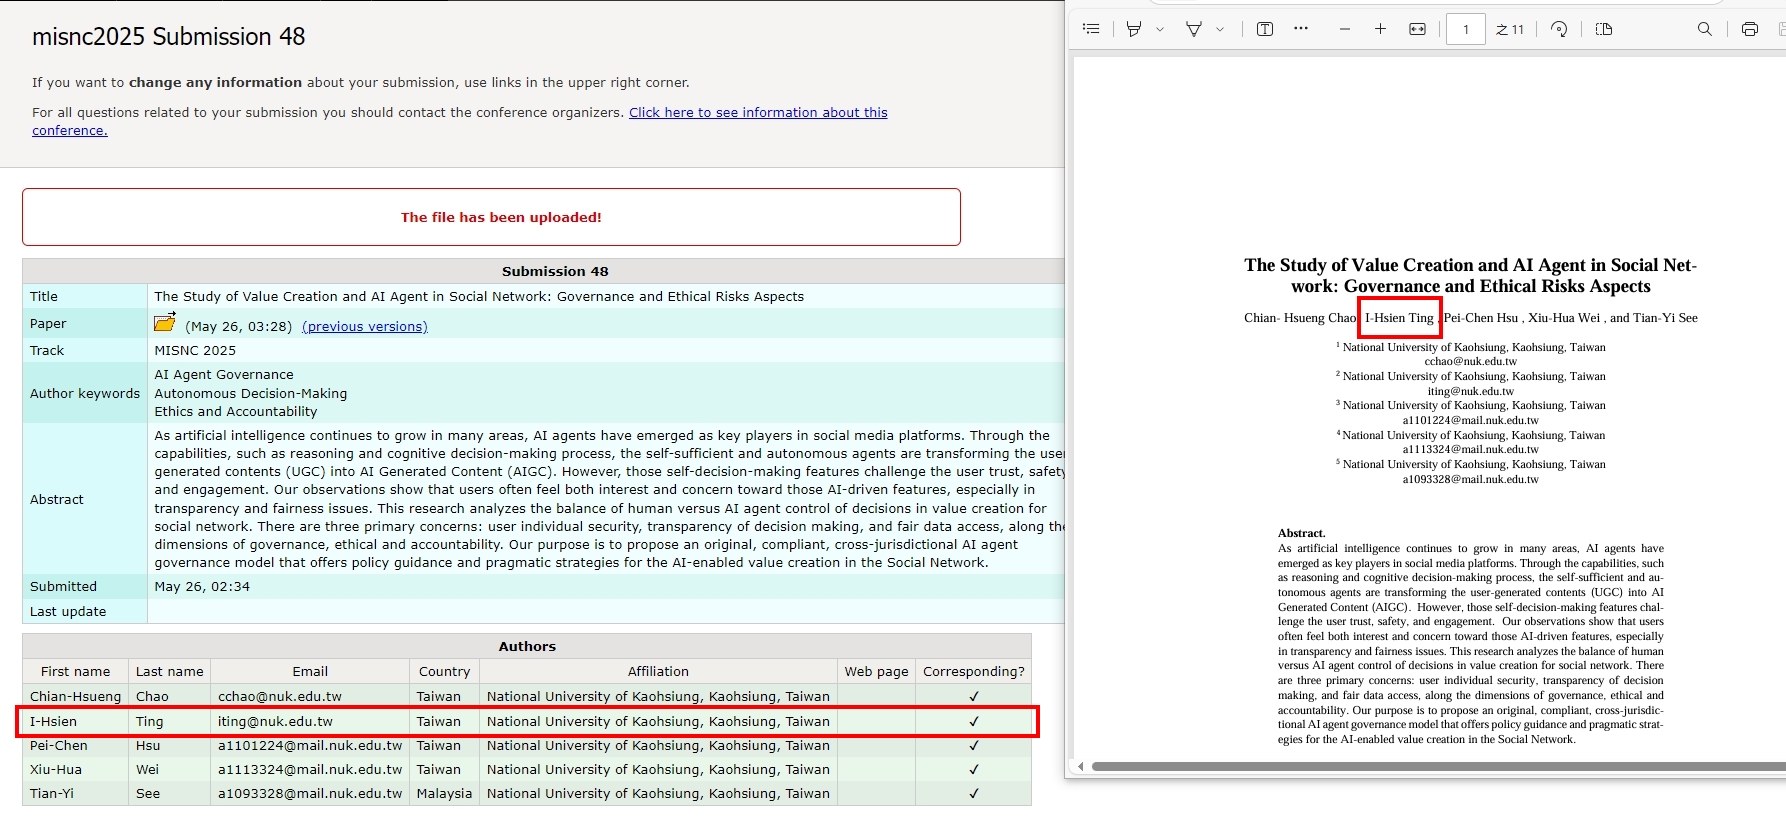 misnc2025 Submission 48
If you want to change any information about your submission, use links in the upper right corner.
For all questions related to your submission you should contact the conference organizers. Click here to see information about this
conference.
The file has been uploaded!
Submission 48
Title The Study of Value Creation and AI Agent in Social Network: Governance and Ethical Risks Aspects
Paper (May 26, 03:28) (previous versions)
Track MISNC 2025
Author keywords AI Agent Governance
Autonomous Decision-Making
Ethics and Accountability
Abstract As artificial intelligence continues to grow in many areas, AI agents have emerged as key players in social media platforms. Through the
capabilities, such as reasoning and cognitive decision-making process, the self-sufficient and autonomous agents are transforming the user
generated contents (UGC) into AI Generated Content (AIGC). However, those self-decision-making features challenge the user trust, safety
and engagement. Our observations show that users often feel both interest and concern toward those AI-driven features, especially in
transparency and fairness issues. This research analyzes the balance of human versus AI agent control of decisions in value creation for
social network. There are three primary concerns: user individual security, transparency of decision making, and fair data access, along the
dimensions of governance, ethical and accountability. Our purpose is to propose an original, compliant, cross-jurisdictional AI agent
governance model that offers policy guidance and pragmatic strategies for the AI-enabled value creation in the Social Network.
Submitted May 26, 02:34
Last update
Authors
First name Last name Email Country Affiliation Web page Corresponding?
Chian-Hsueng Chao cchao@nuk.edu.tw Taiwan National University of Kaohsiung, Kaohsiung, Taiwan ✓
I-Hsien Ting iting@nuk.edu.tw Taiwan National University of Kaohsiung, Kaohsiung, Taiwan ✓
Pei-Chen Hsu a1101224@mail.nuk.edu.tw Taiwan National University of Kaohsiung, Kaohsiung, Taiwan ✓
Xiu-Hua Wei a1113324@mail.nuk.edu.tw Taiwan National University of Kaohsiung, Kaohsiung, Taiwan ✓
Tian-Yi See a1093328@mail.nuk.edu.tw Malaysia National University of Kaohsiung, Kaohsiung, Taiwan ✓
1 之 11
The Study of Value Creation and AI Agent in Social Net-
work: Governance and Ethical Risks Aspects
Chian- Hsueng Chao, I-Hsien Ting , Pei-Chen Hsu , Xiu-Hua Wei , and Tian-Yi See
1 National University of Kaohsiung, Kaohsiung, Taiwan
cchao@nuk.edu.tw
2 National University of Kaohsiung, Kaohsiung, Taiwan
iting@nuk.edu.tw
3 National University of Kaohsiung, Kaohsiung, Taiwan
a1101224@mail.nuk.edu.tw
4 National University of Kaohsiung, Kaohsiung, Taiwan
a1113324@mail.nuk.edu.tw
5 National University of Kaohsiung, Kaohsiung, Taiwan
a1093328@mail.nuk.edu.tw
Abstract.
As artificial intelligence continues to grow in many areas, AI agents have
emerged as key players in social media platforms. Through the capabilities, such
as reasoning and cognitive decision-making process, the self-sufficient and au-
tonomous agents are transforming the user-generated contents (UGC) into AI
Generated Content (AIGC). However, those self-decision-making features chal-
lenge the user trust, safety, and engagement. Our observations show that users
often feel both interest and concern toward those AI-driven features, especially
in transparency and fairness issues. This research analyzes the balance of human
versus AI agent control of decisions in value creation for social network. There
are three primary concerns: user individual security, transparency of decision
making, and fair data access, along the dimensions of governance, ethical and
accountability. Our purpose is to propose an original, compliant, cross-jurisdic-
tional AI agent governance model that offers policy guidance and pragmatic strat-
egies for the AI-enabled value creation in the Social Network.